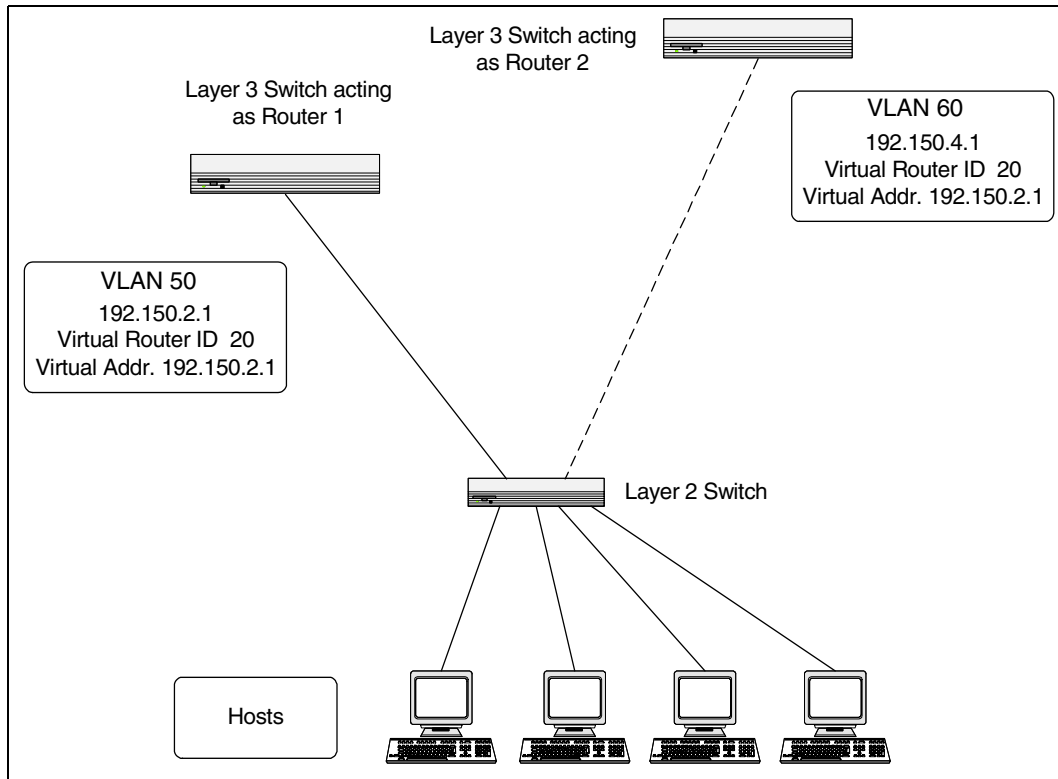 Layer 3 Switch acting
as Router 2
Layer 3 Switch acting
as Router 1
VLAN 60
192.150.4.1
Virtual Router ID 20
Virtual Addr. 192.150.2.1
VLAN 50
192.150.2.1
Virtual Router ID 20
Virtual Addr. 192.150.2.1
Layer 2 Switch
Hosts